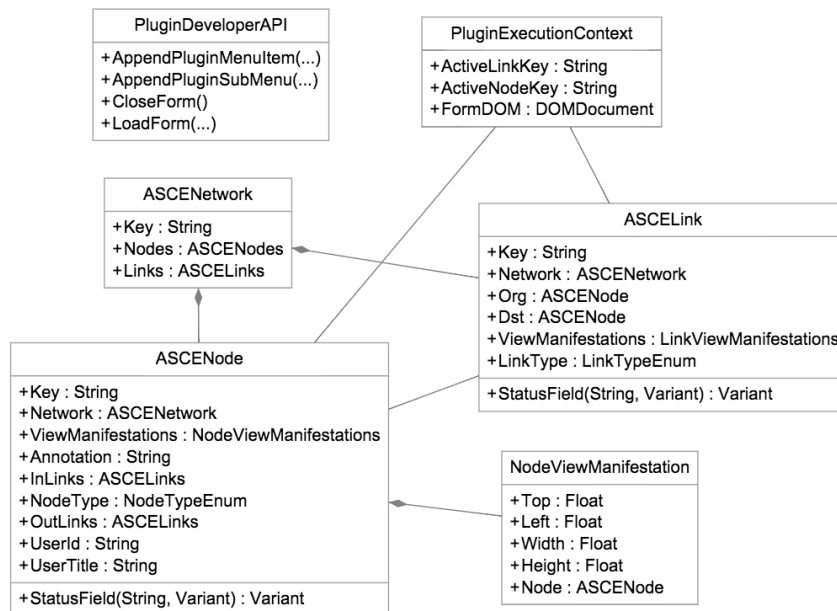 PluginDeveloperAPI
+AppendPluginMenuItem(...)
+AppendPluginSubMenu(...)
+CloseForm()
+LoadForm(...)
PluginExecutionContext
+ActiveLinkKey : String
+ActiveNodeKey : String
+FormDOM : DOMDocument
ASCENetwork
+Key : String
+Nodes : ASCENodes
+Links : ASCELinks
ASCELink
+Key : String
+Network : ASCENetwork
+Org : ASCENode
+Dst : ASCENode
+ViewManifestations : LinkViewManifestations
+LinkType : LinkTypeEnum
+StatusField(String, Variant) : Variant
ASCENode
+Key : String
+Network : ASCENetwork
+ViewManifestations : NodeViewManifestations
+Annotation : String
+InLinks : ASCELinks
+NodeType : NodeTypeEnum
+OutLinks : ASCELinks
+UserId : String
+UserTitle : String
+StatusField(String, Variant) : Variant
NodeViewManifestation
+Top : Float
+Left : Float
+Width : Float
+Height : Float
+Node : ASCENode